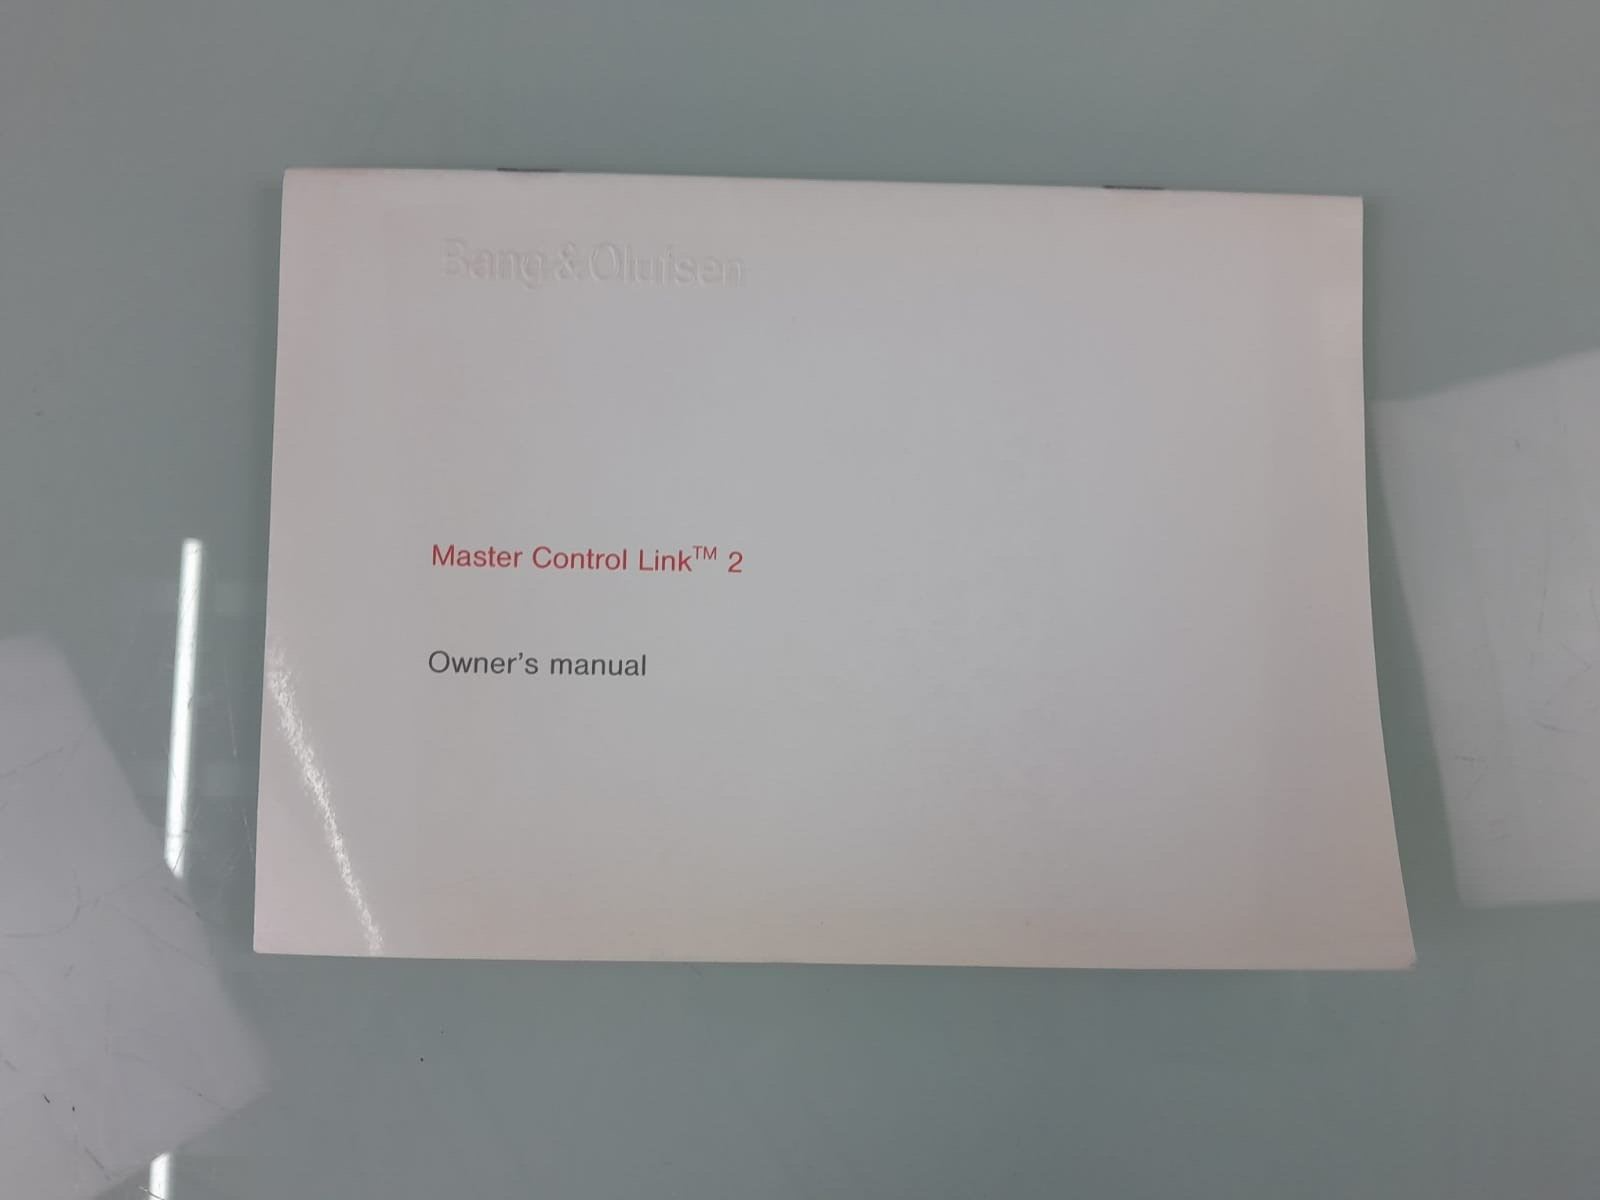 Bang & Olufsen
Master Control Link™ 2
Owner's manual